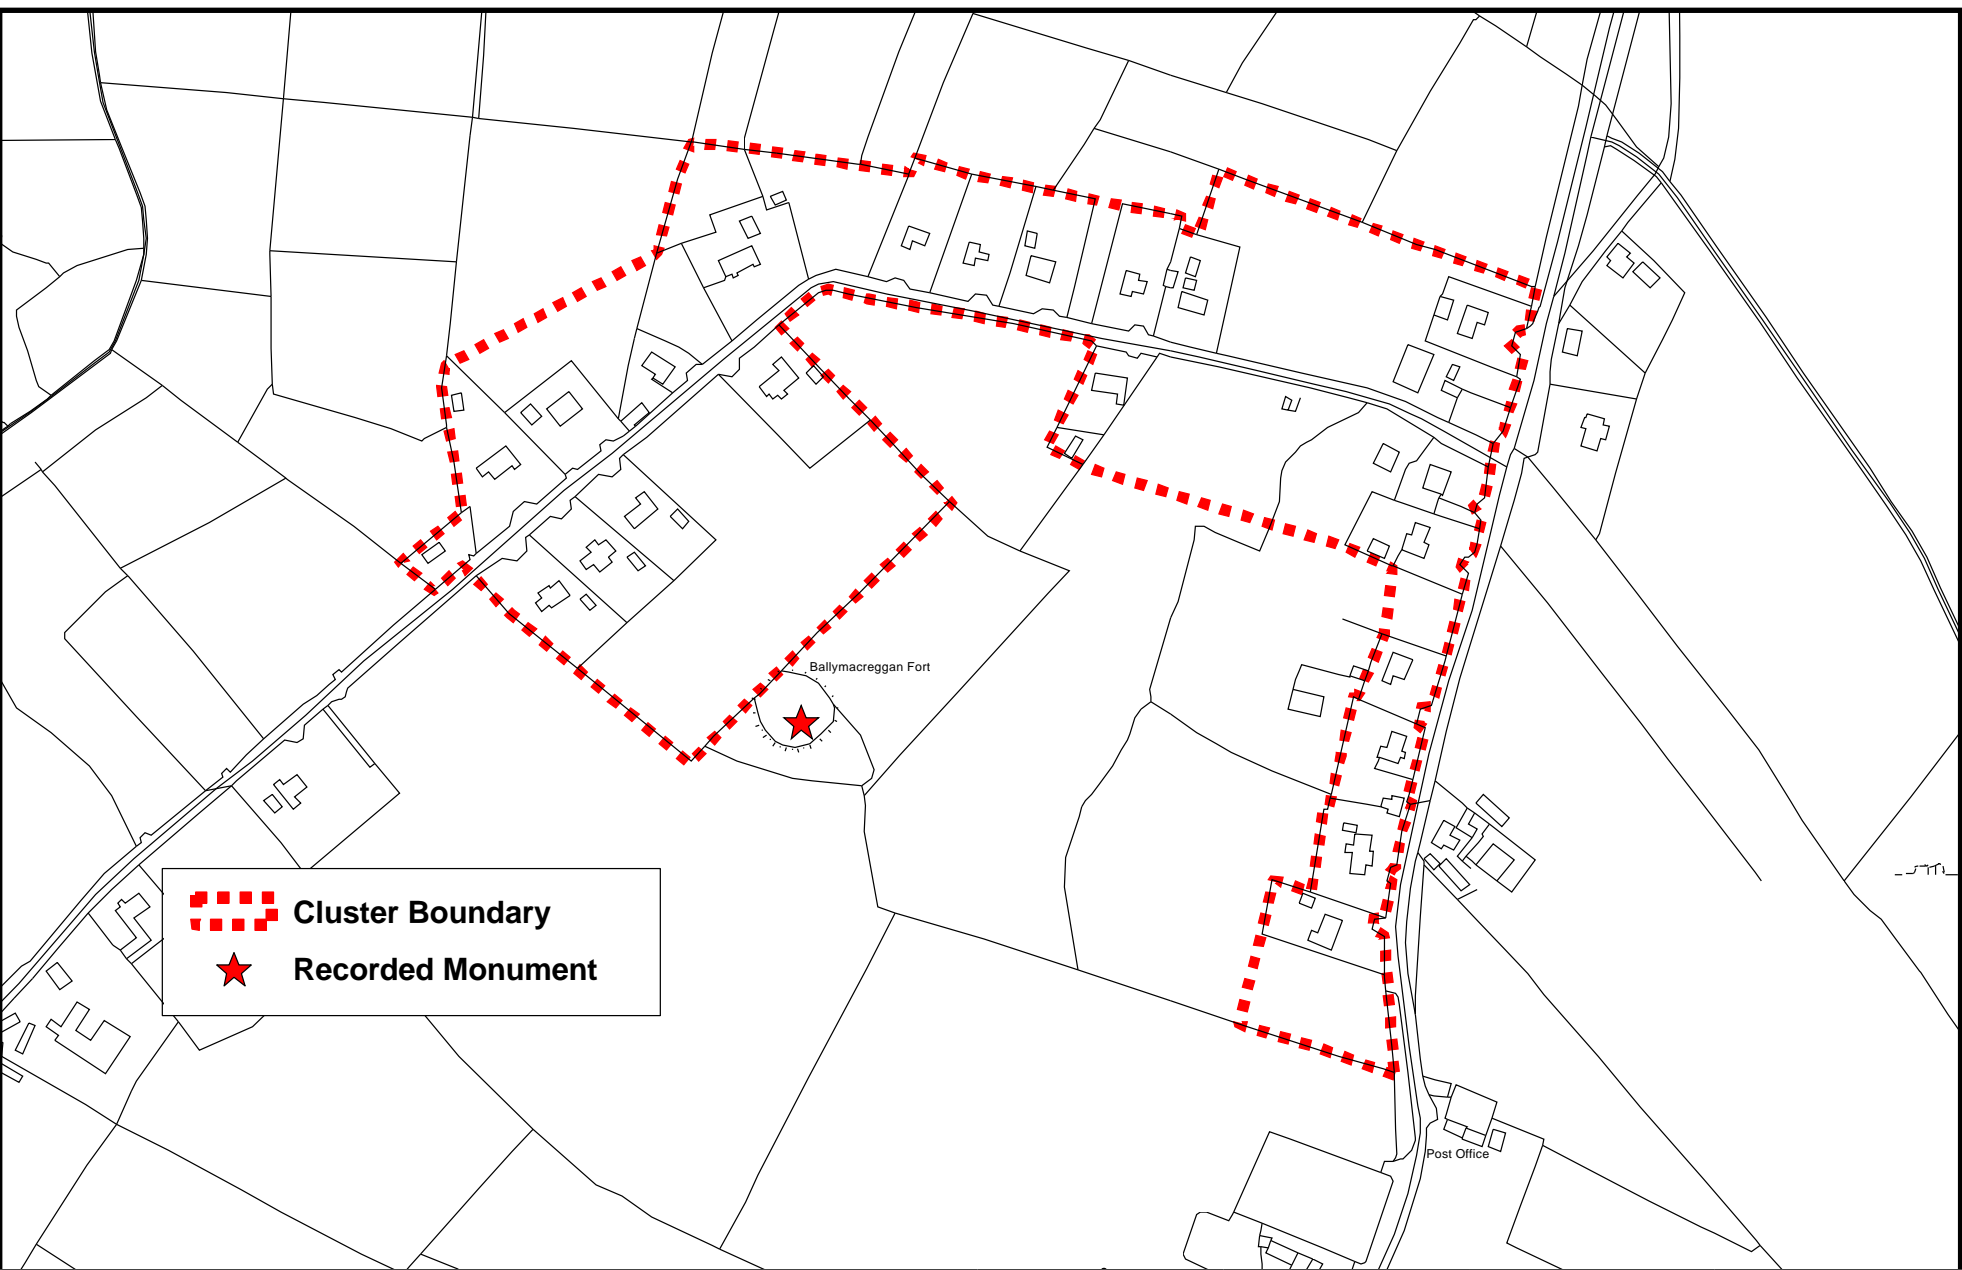 Ballymacreggan Fort
Cluster Boundary
Recorded Monument
Post Office